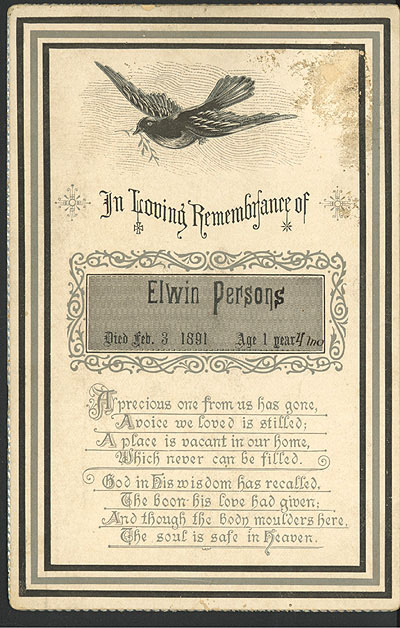 In Loving Remembrance of
Elwin Persons
Died Feb. 3 1891 Age 1 year 4 mo
A precious one from us has gone,
A voice we loved is stilled;
A place is vacant in our home,
Which never can be filled.
God in His wisdom has recalled,
The boon his love had given;
And though the body moulders here,
The soul is safe in Heaven.